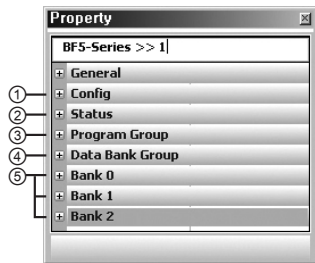 Property
BF5-Series >> 1
General
① Config
② Status
③ Program Group
④ Data Bank Group
⑤ Bank 0
Bank 1
Bank 2